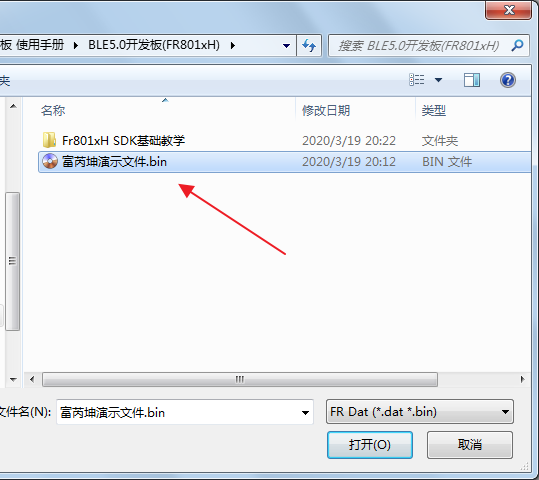 板 使用手册 ▸ BLE5.0开发板(FR801xH) ▸
搜索 BLE5.0开发板(FR801xH)
夹
名称 修改日期 类型
Fr801xH SDK基础教学 2020/3/19 20:22 文件夹
富芮坤演示文件.bin 2020/3/19 20:12 BIN 文件
文件名(N): 富芮坤演示文件.bin FR Dat (*.dat *.bin)
打开(O) 取消